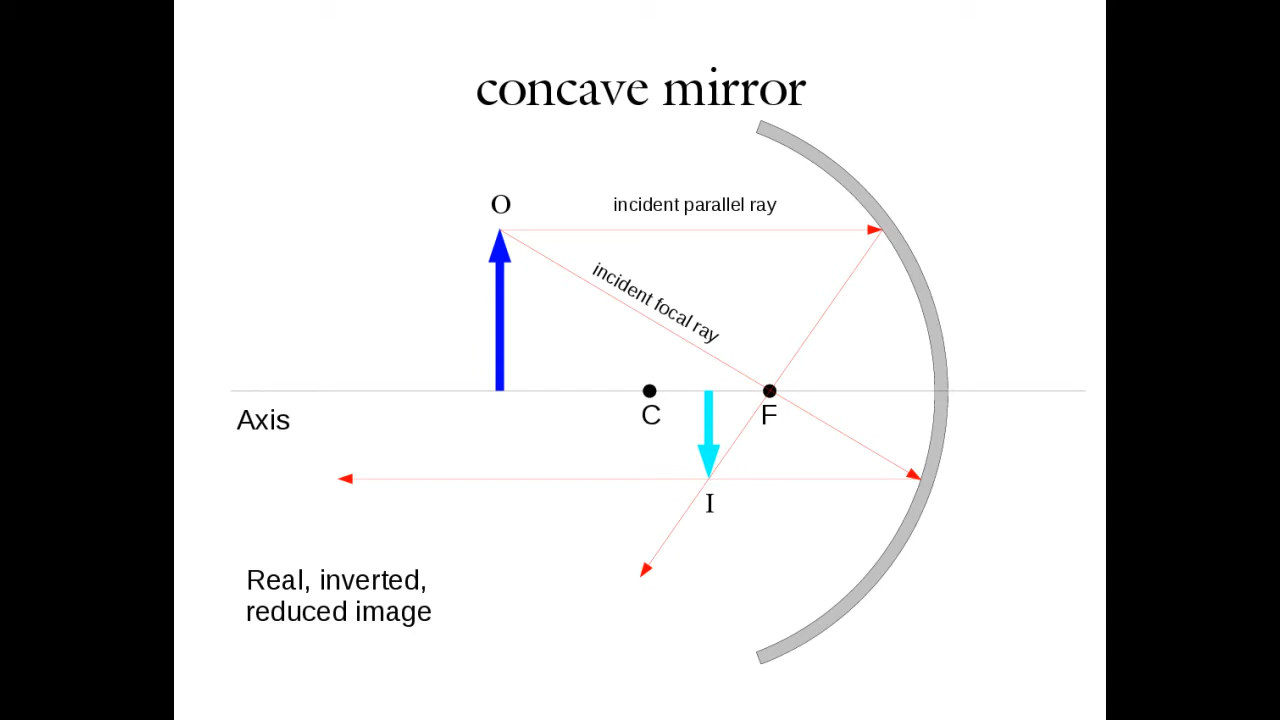 concave mirror
O
incident parallel ray
incident focal ray
C
F
Axis
I
Real, inverted,
reduced image